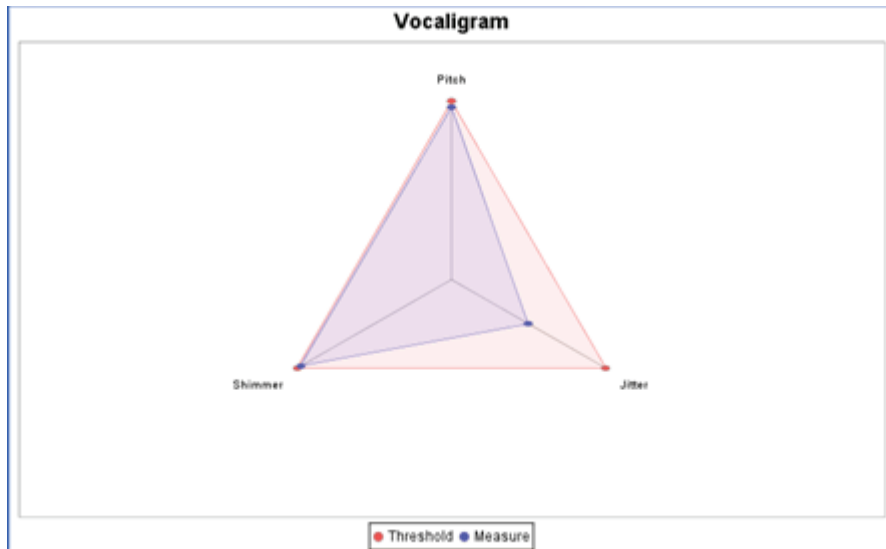 Vocaligram
Pitch
Shimmer
Jitter
Threshold Measure